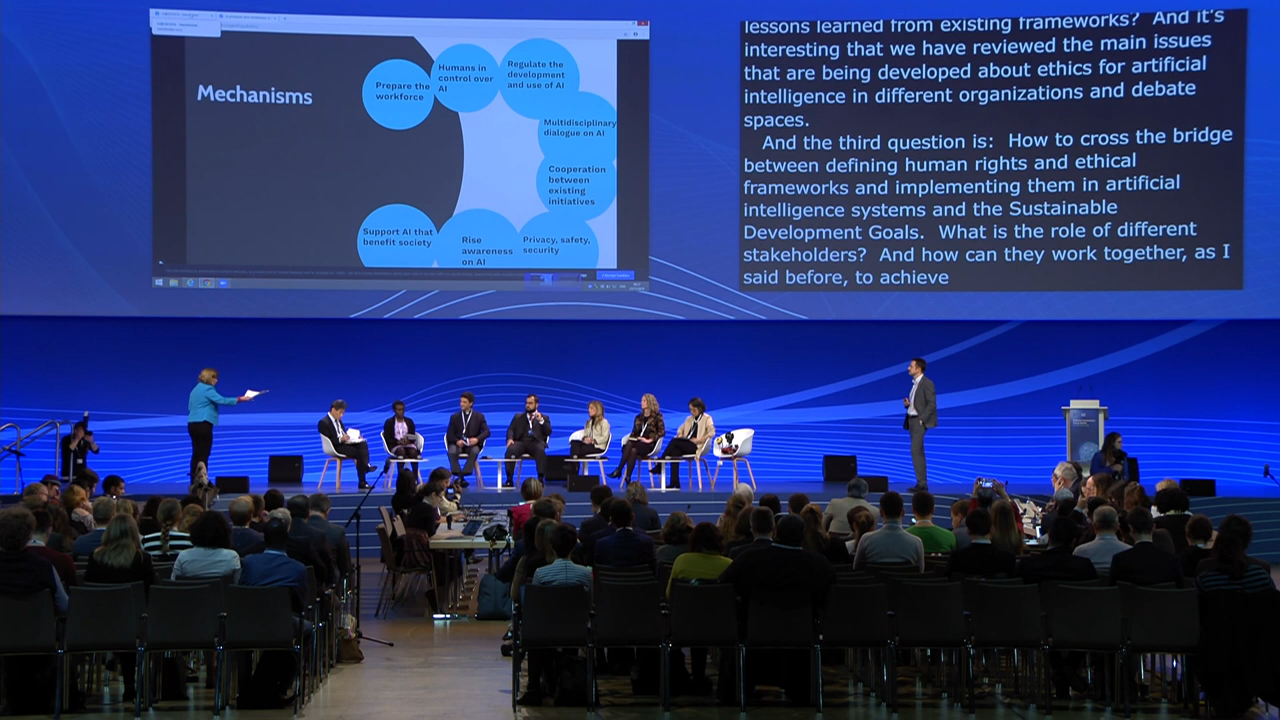 Mechanisms
Prepare the
workforce
Humans in
control over
AI
Regulate the
development
and use of AI
Multidisciplinary
dialogue on AI
Cooperation
between
existing
initiatives
Privacy, safety,
security
Rise
awareness
on AI
Support AI that
benefit society
lessons learned from existing frameworks? And it's
interesting that we have reviewed the main issues
that are being developed about ethics for artificial
intelligence in different organizations and debate
spaces.
And the third question is: How to cross the bridge
between defining human rights and ethical
frameworks and implementing them in artificial
intelligence systems and the Sustainable
Development Goals. What is the role of different
stakeholders? And how can they work together, as I
said before, to achieve